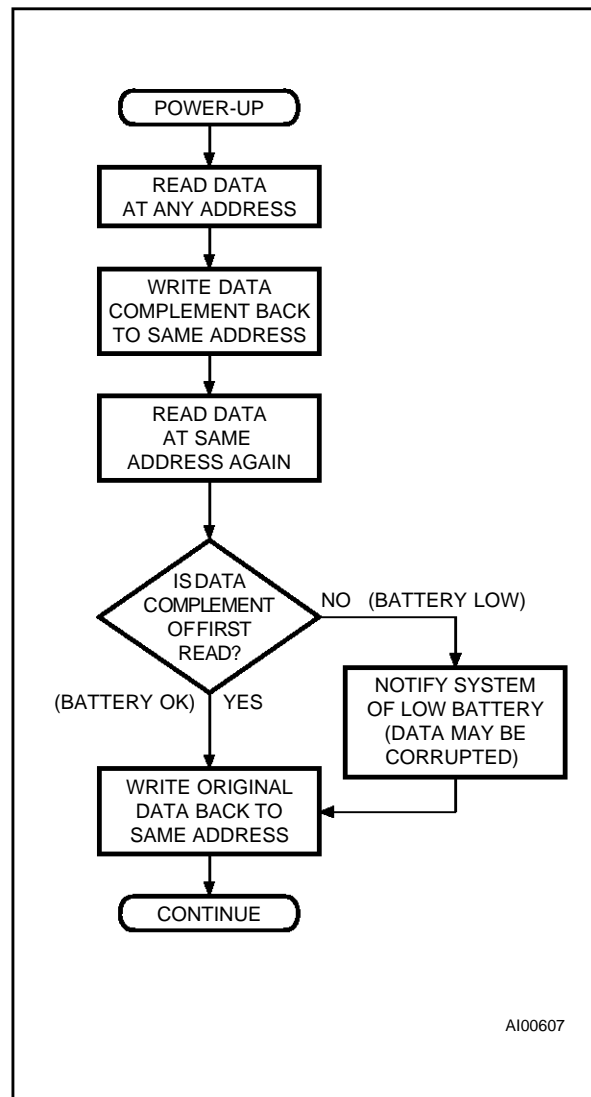 POWER-UP
READ DATA
AT ANY ADDRESS
WRITE DATA
COMPLEMENT BACK
TO SAME ADDRESS
READ DATA
AT SAME
ADDRESS AGAIN
IS DATA
COMPLEMENT
OF FIRST
READ?
NO (BATTERY LOW)
NOTIFY SYSTEM
OF LOW BATTERY
(DATA MAY BE
CORRUPTED)
(BATTERY OK) YES
WRITE ORIGINAL
DATA BACK TO
SAME ADDRESS
CONTINUE
AI00607